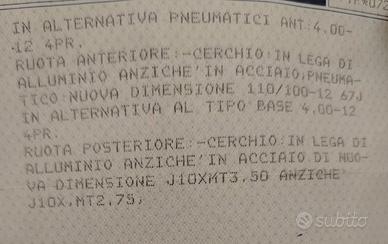 IN ALTERNATIVA PNEUMATICI ANT:4.00-
12 4PR.
RUOTA ANTERIORE:-CERCHIO:IN LEGA DI
ALLUMINIO ANZICHE'IN ACCIAIO,PNEUMA-
TICO:NUOVA DIMENSIONE 110/100-12 67J
IN ALTERNATIVA AL TIPO BASE 4.00-12
4PR.
RUOTA POSTERIORE:-CERCHIO:IN LEGA DI
ALLUMINIO ANZICHE'IN ACCIAIO.DI NUO-
VA DIMENSIONE J10XMT3.50 ANZICHE'
J10X.MT2.75;
subito